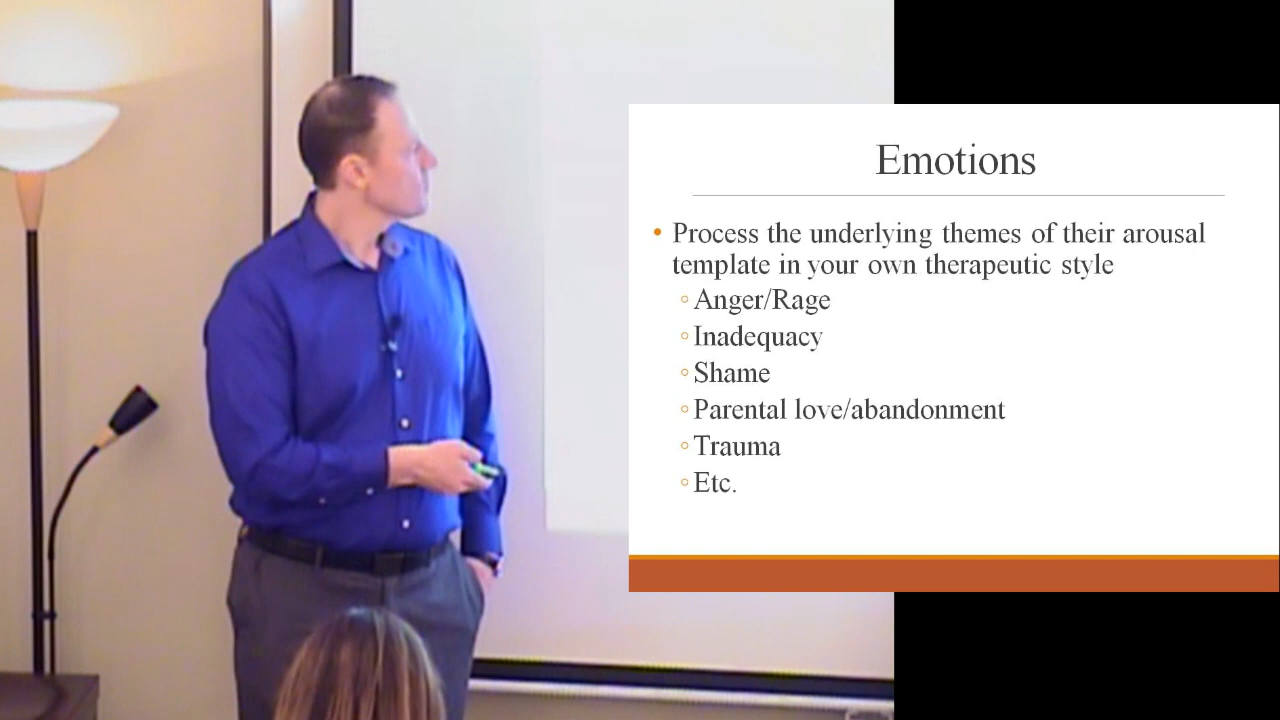 Emotions
• Process the underlying themes of their arousal
template in your own therapeutic style
◦ Anger/Rage
◦ Inadequacy
◦ Shame
◦ Parental love/abandonment
◦ Trauma
◦ Etc.